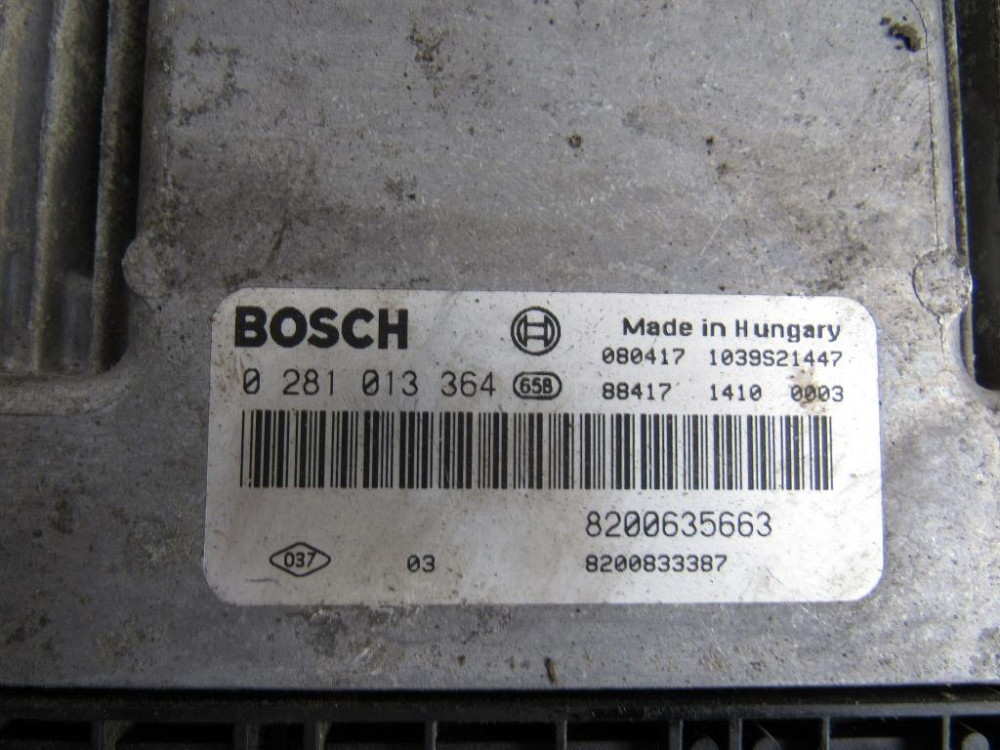 BOSCH
Made in Hungary
080417 1039S21447
0 281 013 364 65B
88417 1410 0003
8200635663
037 03 8200833387